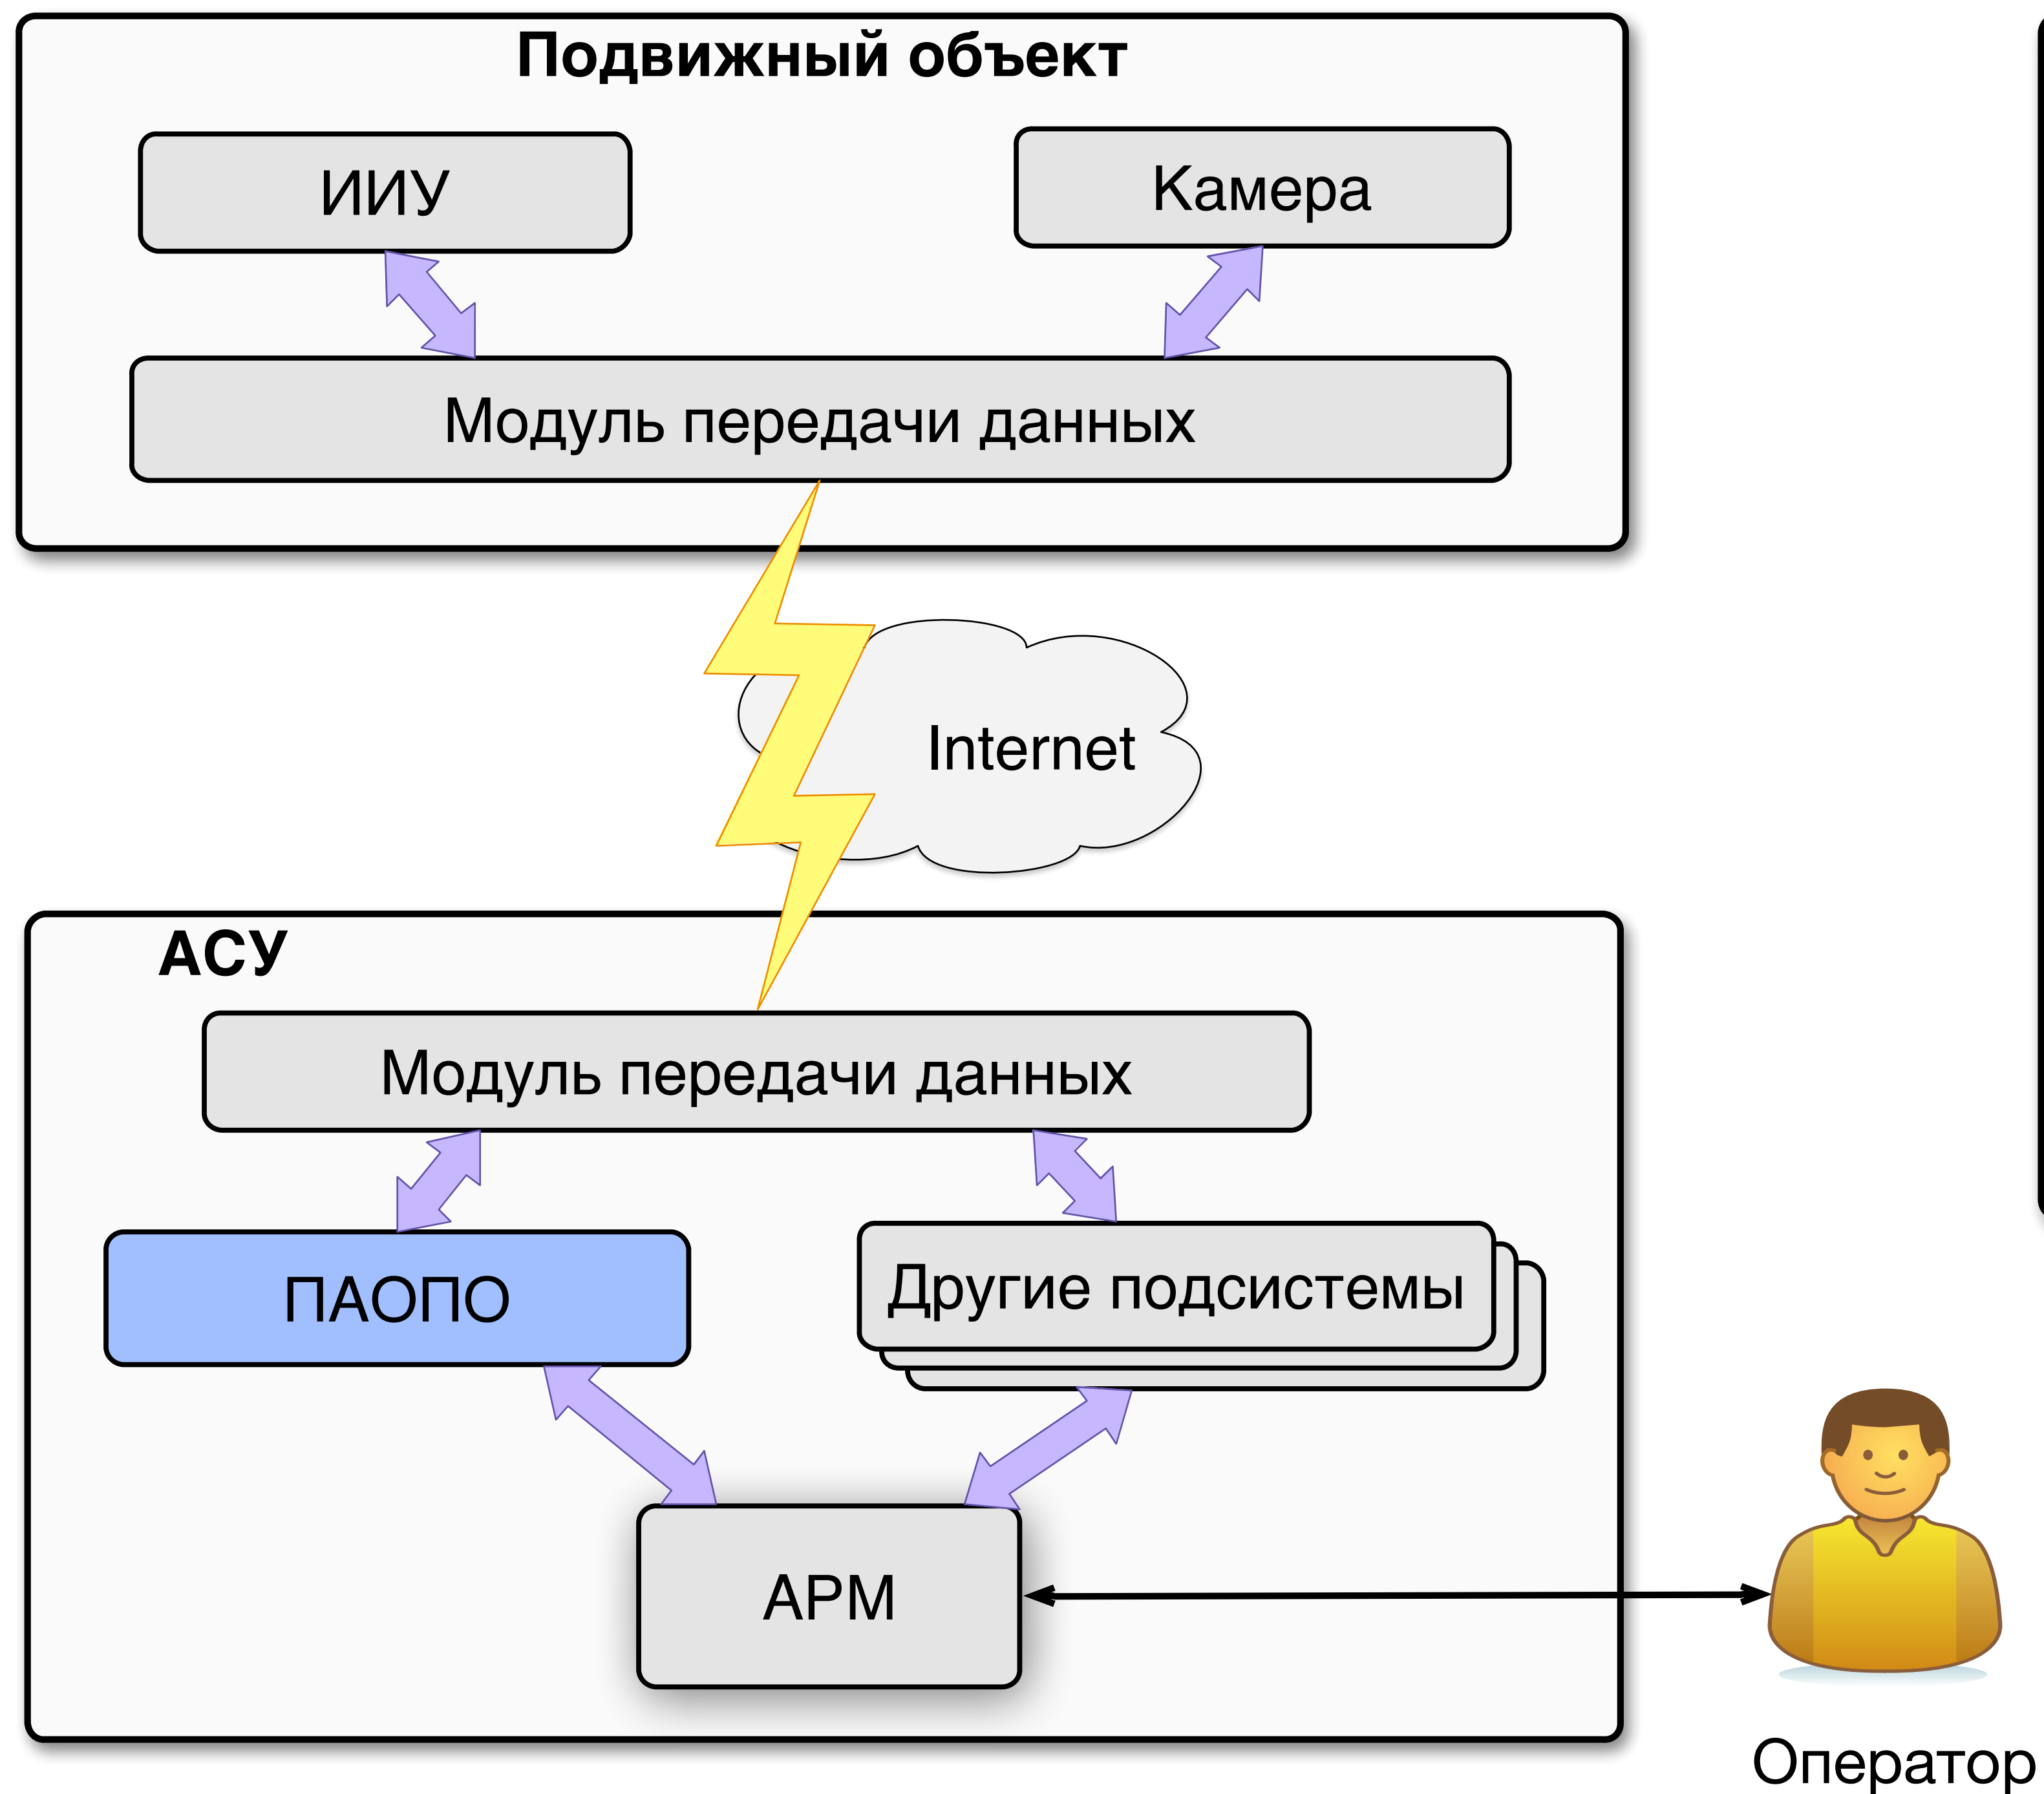 Подвижный объект
ИИУ
Камера
Модуль передачи данных
Internet
АСУ
Модуль передачи данных
ПАОПО
Другие подсистемы
АРМ
Оператор